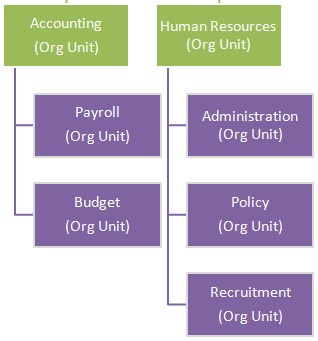 Accounting
(Org Unit)
Human Resources
(Org Unit)
Payroll
(Org Unit)
Administration
(Org Unit)
Budget
(Org Unit)
Policy
(Org Unit)
Recruitment
(Org Unit)